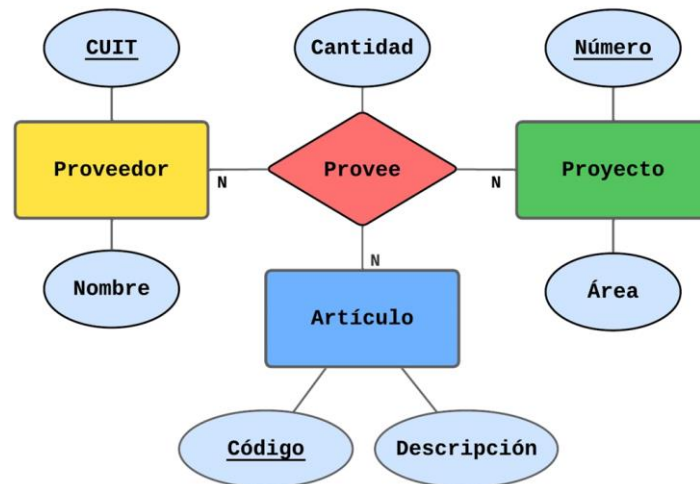 CUIT
Cantidad
Número
Proveedor
N
Provee
N
Proyecto
Nombre
N
Artículo
Área
Código
Descripción